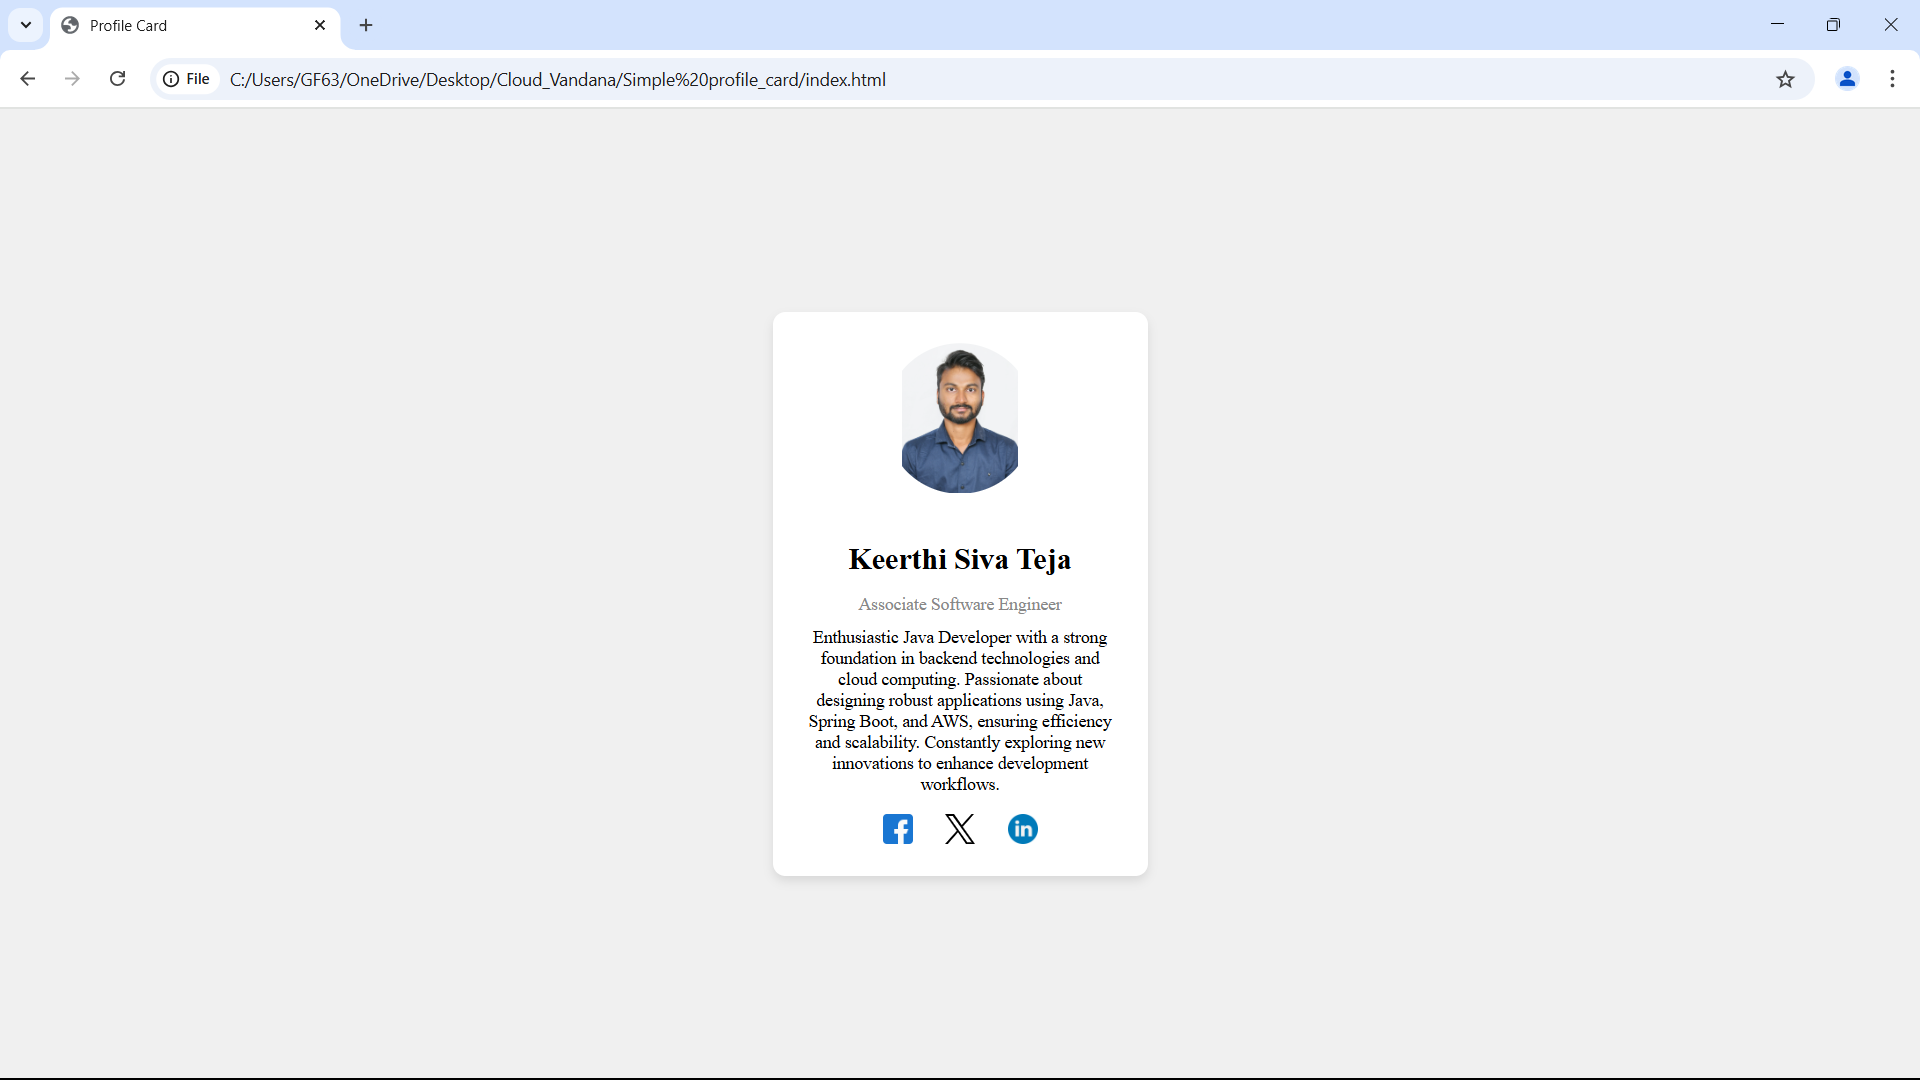 Profile Card
File
C:/Users/GF63/OneDrive/Desktop/Cloud_Vandana/Simple%20profile_card/index.html
Keerthi Siva Teja
Associate Software Engineer
Enthusiastic Java Developer with a strong
foundation in backend technologies and
cloud computing. Passionate about
designing robust applications using Java,
Spring Boot, and AWS, ensuring efficiency
and scalability. Constantly exploring new
innovations to enhance development
workflows.
f X in